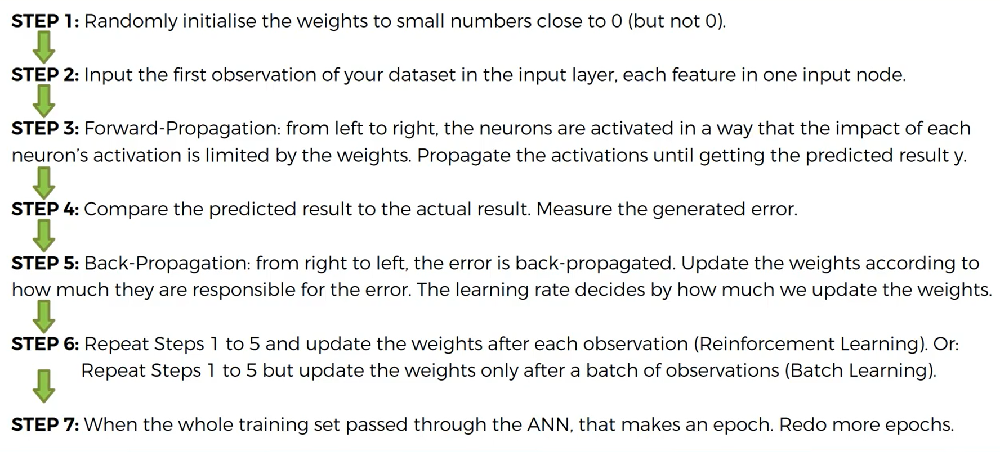 STEP 1: Randomly initialise the weights to small numbers close to 0 (but not 0).
STEP 2: Input the first observation of your dataset in the input layer, each feature in one input node.
STEP 3: Forward-Propagation: from left to right, the neurons are activated in a way that the impact of each
neuron's activation is limited by the weights. Propagate the activations until getting the predicted result y.
STEP 4: Compare the predicted result to the actual result. Measure the generated error.
STEP 5: Back-Propagation: from right to left, the error is back-propagated. Update the weights according to
how much they are responsible for the error. The learning rate decides by how much we update the weights.
STEP 6: Repeat Steps 1 to 5 and update the weights after each observation (Reinforcement Learning). Or:
Repeat Steps 1 to 5 but update the weights only after a batch of observations (Batch Learning).
STEP 7: When the whole training set passed through the ANN, that makes an epoch. Redo more epochs.